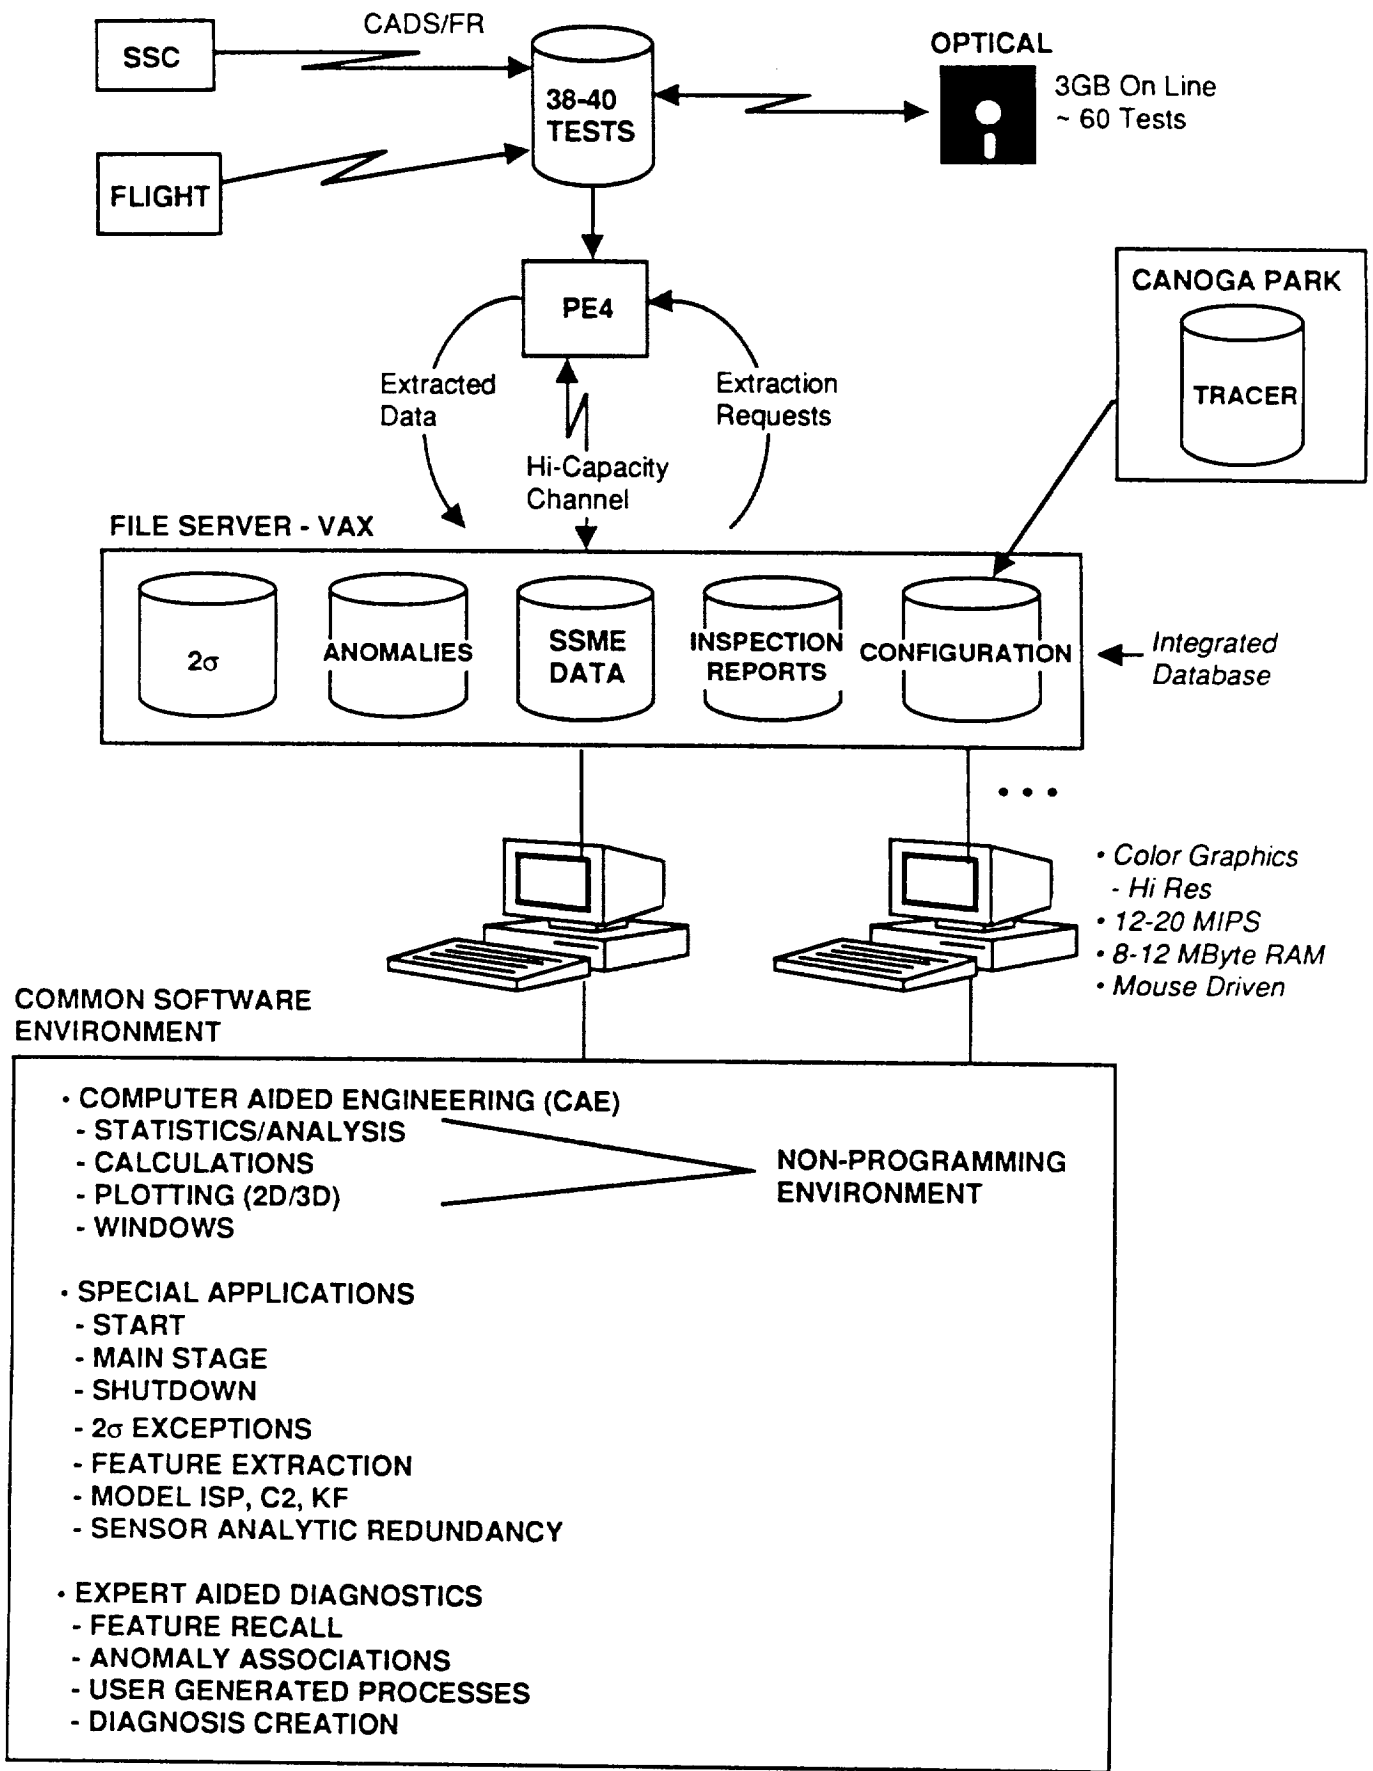 CADS/FR
SSC
38-40
TESTS
OPTICAL
3GB On Line
~ 60 Tests
FLIGHT
PE4
CANOGA PARK
TRACER
Extracted
Data
Extraction
Requests
Hi-Capacity
Channel
FILE SERVER - VAX
2σ
ANOMALIES
SSME
DATA
INSPECTION
REPORTS
CONFIGURATION
Integrated
Database
• • •
• Color Graphics
- Hi Res
• 12-20 MIPS
• 8-12 MByte RAM
• Mouse Driven
COMMON SOFTWARE
ENVIRONMENT
• COMPUTER AIDED ENGINEERING (CAE)
- STATISTICS/ANALYSIS
- CALCULATIONS
- PLOTTING (2D/3D)
- WINDOWS
NON-PROGRAMMING
ENVIRONMENT
• SPECIAL APPLICATIONS
- START
- MAIN STAGE
- SHUTDOWN
- 2σ EXCEPTIONS
- FEATURE EXTRACTION
- MODEL ISP, C2, KF
- SENSOR ANALYTIC REDUNDANCY
• EXPERT AIDED DIAGNOSTICS
- FEATURE RECALL
- ANOMALY ASSOCIATIONS
- USER GENERATED PROCESSES
- DIAGNOSIS CREATION